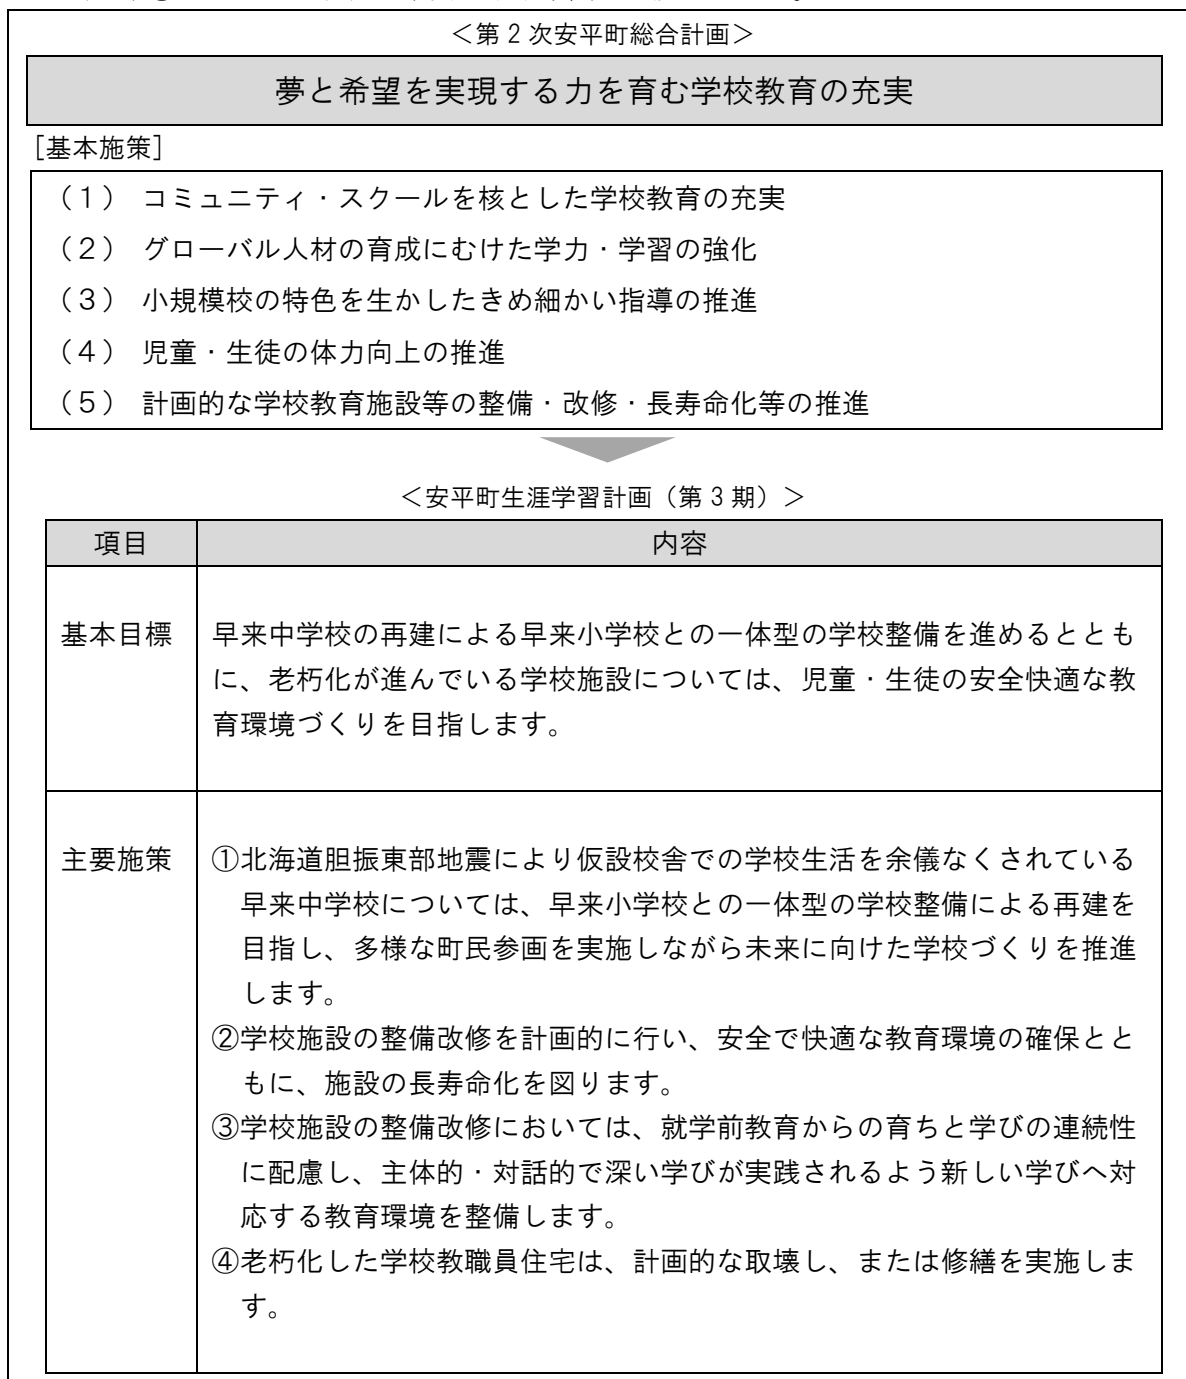 ＜第２次安平町総合計画＞
夢と希望を実現する力を育む学校教育の充実
［基本施策］
（１） コミュニティ・スクールを核とした学校教育の充実
（２） グローバル人材の育成にむけた学力・学習の強化
（３） 小規模校の特色を生かしたきめ細かい指導の推進
（４） 児童・生徒の体力向上の推進
（５） 計画的な学校教育施設等の整備・改修・長寿命化等の推進
＜安平町生涯学習計画（第３期）＞
項目 内容
基本目標 早来中学校の再建による早来小学校との一体型の学校整備を進めるととも
に、老朽化が進んでいる学校施設については、児童・生徒の安全快適な教
育環境づくりを目指します。
主要施策 ①北海道胆振東部地震により仮設校舎での学校生活を余儀なくされている
早来中学校については、早来小学校との一体型の学校整備による再建を
目指し、多様な町民参画を実施しながら未来に向けた学校づくりを推進
します。
②学校施設の整備改修を計画的に行い、安全で快適な教育環境の確保とと
もに、施設の長寿命化を図ります。
③学校施設の整備改修においては、就学前教育からの育ちと学びの連続性
に配慮し、主体的・対話的で深い学びが実践されるよう新しい学びへ対
応する教育環境を整備します。
④老朽化した学校教職員住宅は、計画的な取壊し、または修繕を実施しま
す。